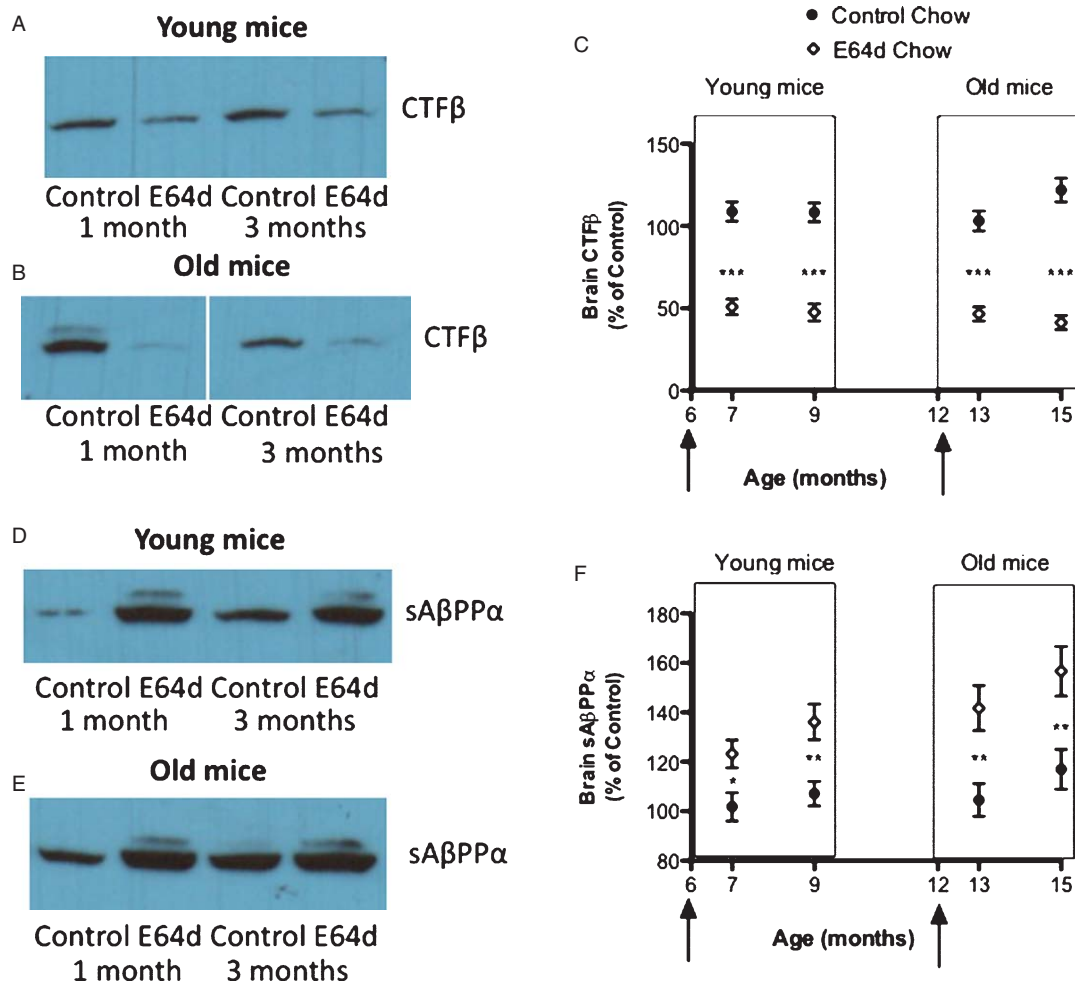 A
Young mice
CTFβ
Control E64d Control E64d
1 month 3 months
B
Old mice
CTFβ
Control E64d Control E64d
1 month 3 months
C
Control Chow
E64d Chow
Young mice
Old mice
Brain CTFβ
(% of Control)
150
100
50
0
***
***
***
***
6 7 9 12 13 15
Age (months)
D
Young mice
sAβPPα
Control E64d Control E64d
1 month 3 months
E
Old mice
sAβPPα
Control E64d Control E64d
1 month 3 months
F
Young mice
Old mice
Brain sAβPPα
(% of Control)
180
160
140
120
100
80
*
**
**
**
6 7 9 12 13 15
Age (months)